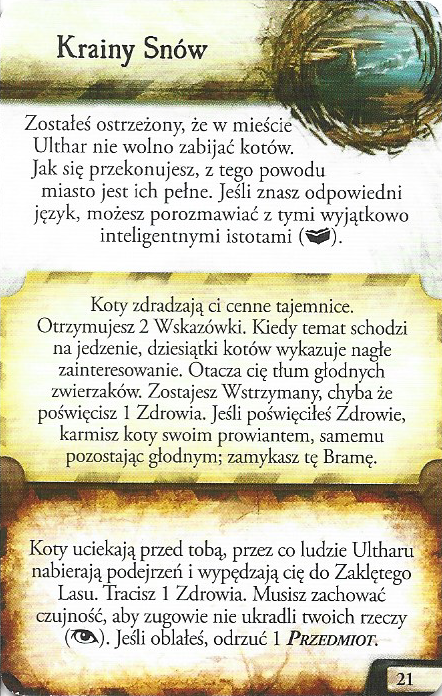 Krainy Snów
Zostałeś ostrzeżony, że w mieście
Ulthar nie wolno zabijać kotów.
Jak się przekonujesz, z tego powodu
miasto jest ich pełne. Jeśli znasz odpowiedni
język, możesz porozmawiać z tymi wyjątkowo
inteligentnymi istotami ( ).
Koty zdradzają ci cenne tajemnice.
Otrzymujesz 2 Wskazówki. Kiedy temat schodzi
na jedzenie, dziesiątki kotów wykazuje nagłe
zainteresowanie. Otacza cię tłum głodnych
zwierzaków. Zostajesz Wstrzymany, chyba że
poświęcisz 1 Zdrowia. Jeśli poświęciłeś Zdrowie,
karmisz koty swoim prowiantem, samemu
pozostając głodnym; zamykasz tę Bramę.
Koty uciekają przed tobą, przez co ludzie Ultharu
nabierają podejrzeń i wypędzają cię do Zaklętego
Lasu. Tracisz 1 Zdrowia. Musisz zachować
czujność, aby zugowie nie ukradli twoich rzeczy
( ). Jeśli oblałeś, odrzuć 1 PRZEDMIOT.
21